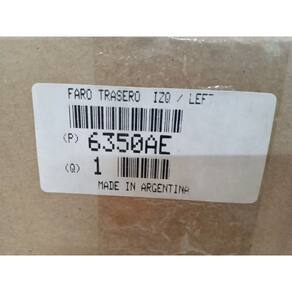 FARO TRASERO IZQ / LEFT
(P) 6350AE
(Q) 1
MADE IN ARGENTINA